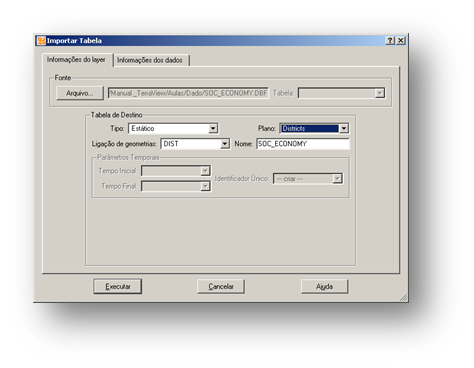 Importar Tabela
Informações do layer Informações dos dados
Fonte
Arquivo... /Manual_TerraView/Aulas/Dado/SOC_ECONOMY.DBF Tabela:
Tabela de Destino
Tipo: Estático Plano: Districts
Ligação de geometrias: DIST Nome: SOC_ECONOMY
Parâmetros Temporais
Tempo Inicial: Identificador Único: --- criar ---
Tempo Final:
Executar Cancelar Ajuda